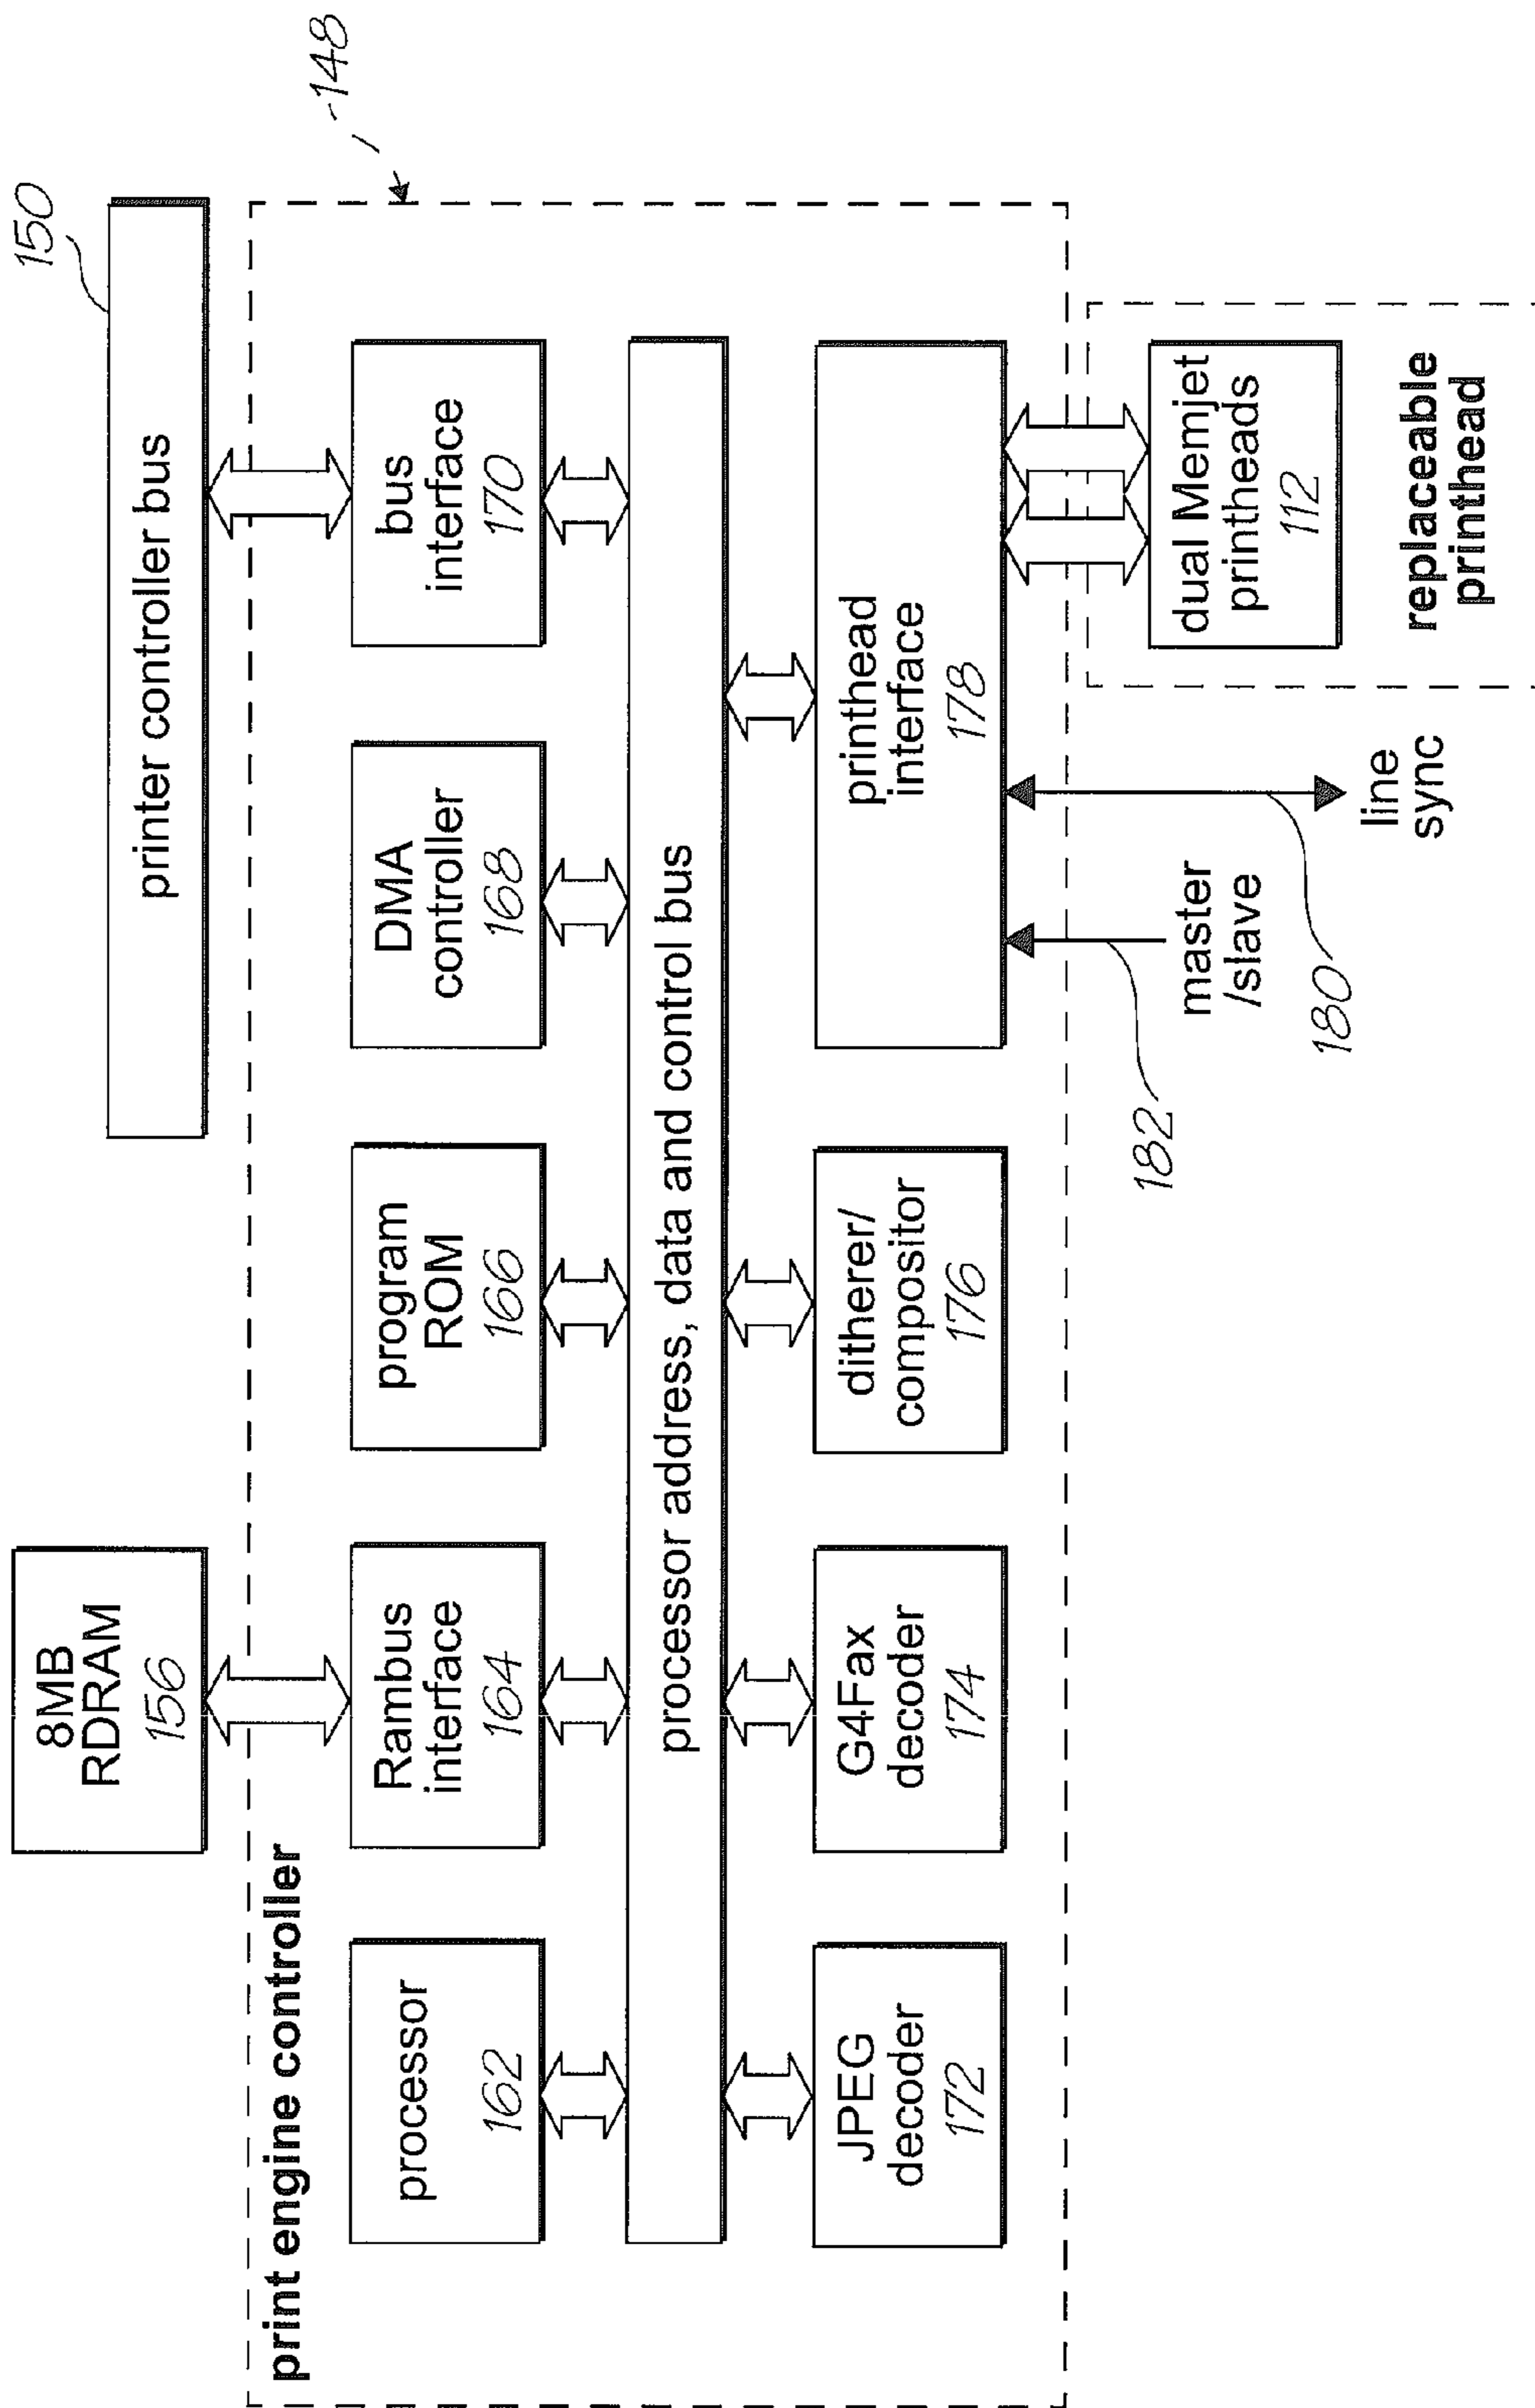 8MB
RDRAM
156
150
printer controller bus
print engine controller
148
processor
162
Rambus
interface
164
program
ROM
166
DMA
controller
168
bus
interface
170
processor address, data and control bus
JPEG
decoder
172
G4Fax
decoder
174
ditherer/
compositor
176
printhead
interface
178
182
master
/slave
180
line
sync
dual Memjet
printheads
112
replaceable
printhead